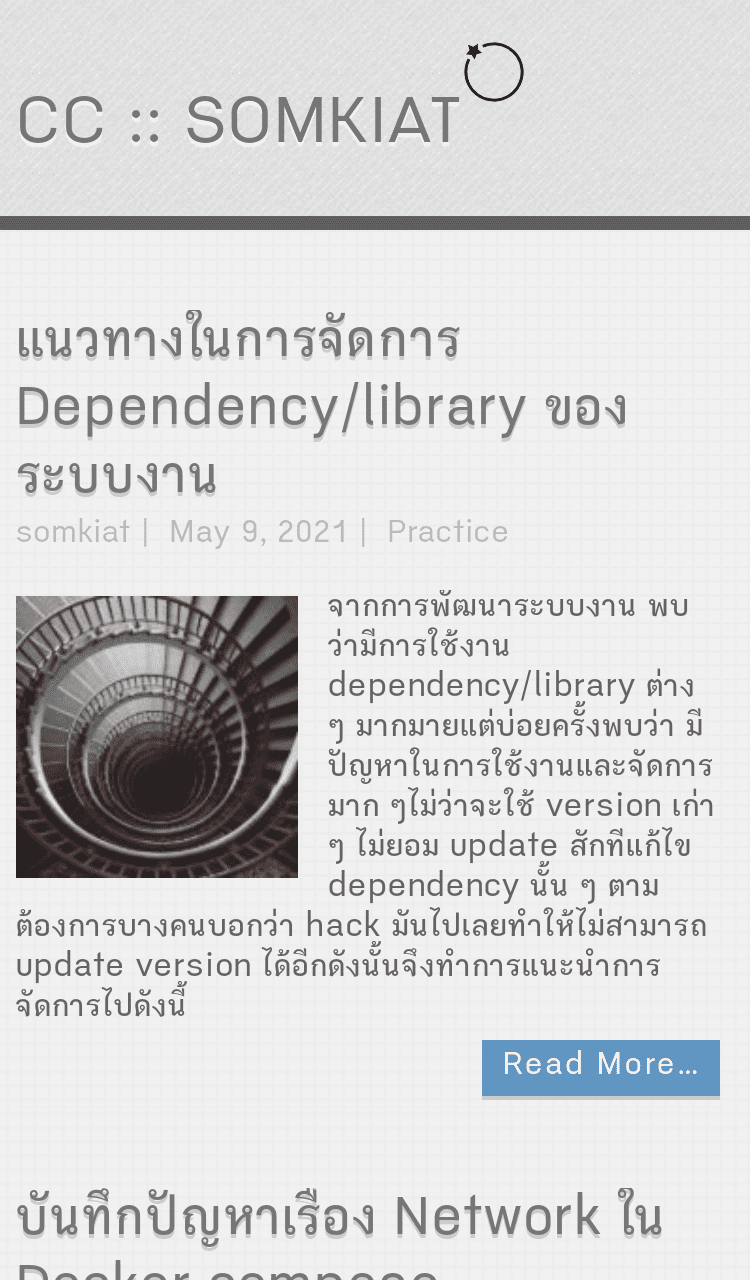 CC :: SOMKIAT
แนวทางในการจัดการ
Dependency/library ของ
ระบบงาน
somkiat | May 9, 2021 | Practice
จากการพัฒนาระบบงาน พบ
ว่ามีการใช้งาน
dependency/library ต่าง
ๆ มากมายแต่บ่อยครั้งพบว่า มี
ปัญหาในการใช้งานและจัดการ
มาก ๆไม่ว่าจะใช้ version เก่า
ๆ ไม่ยอม update สักทีแก้ไข
dependency นั้น ๆ ตาม
ต้องการบางคนบอกว่า hack มันไปเลยทำให้ไม่สามารถ
update version ได้อีกดังนั้นจึงทำการแนะนำการ
จัดการไปดังนี้
Read More…
บันทึกปัญหาเรื่อง Network ใน
Docker compose